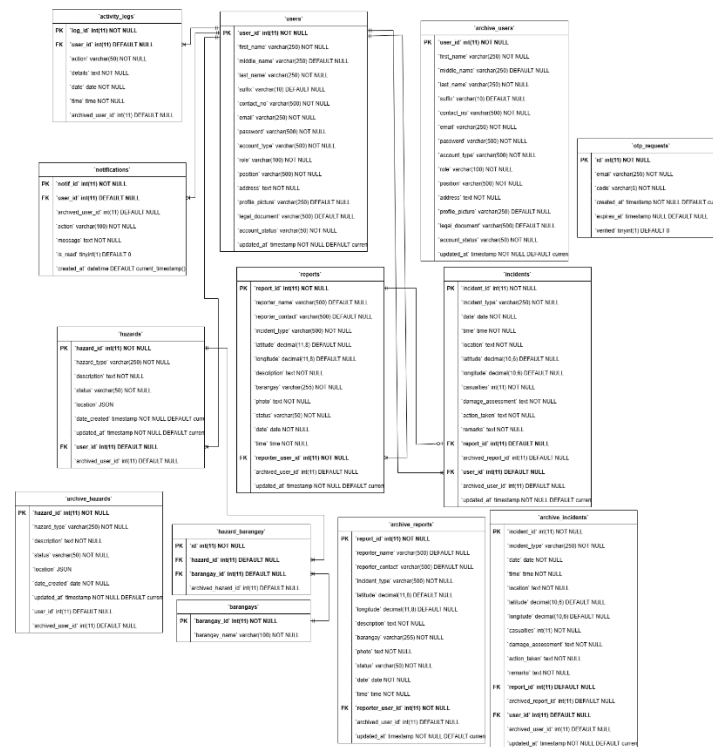 `activity_logs`
PK `log_id` int(11) NOT NULL
FK `user_id` int(11) DEFAULT NULL
`action` varchar(50) NOT NULL
`details` text NOT NULL
`date` date NOT NULL
`time` time NOT NULL
`archived_user_id` int(11) DEFAULT NULL
`users`
PK `user_id` int(11) NOT NULL
`first_name` varchar(250) NOT NULL
`middle_name` varchar(250) DEFAULT NULL
`last_name` varchar(250) NOT NULL
`suffix` varchar(10) DEFAULT NULL
`contact_no` varchar(500) NOT NULL
`email` varchar(250) NOT NULL
`password` varchar(500) NOT NULL
`account_type` varchar(500) NOT NULL
`role` varchar(100) NOT NULL
`position` varchar(500) NOT NULL
`address` text NOT NULL
`profile_picture` varchar(250) NOT NULL
`legal_document` varchar(500) DEFAULT NULL
`account_status` varchar(50) NOT NULL
`updated_at` timestamp NOT NULL DEFAULT curren
`archive_users`
PK `user_id` int(11) NOT NULL
`first_name` varchar(250) NOT NULL
`middle_name` varchar(250) DEFAULT NULL
`last_name` varchar(250) NOT NULL
`suffix` varchar(10) DEFAULT NULL
`contact_no` varchar(500) NOT NULL
`email` varchar(250) NOT NULL
`password` varchar(500) NOT NULL
`account_type` varchar(500) NOT NULL
`role` varchar(100) NOT NULL
`position` varchar(500) NOT NULL
`address` text NOT NULL
`profile_picture` varchar(250) DEFAULT NULL
`legal_document` varchar(500) DEFAULT NULL
`account_status` varchar(50) NOT NULL
`updated_at` timestamp NOT NULL DEFAULT curren
`otp_requests`
PK `id` int(11) NOT NULL
`email` varchar(255) NOT NULL
`code` varchar(6) NOT NULL
`created_at` timestamp NOT NULL DEFAULT curr
`expires_at` timestamp NOT NULL
`verified` tinyint(1) DEFAULT 0
`notifications`
PK `notif_id` int(11) NOT NULL
FK `user_id` int(11) DEFAULT NULL
`archived_user_id` int(11) DEFAULT NULL
`action` varchar(100) NOT NULL
`message` text NOT NULL
`is_read` tinyint(1) DEFAULT 0
`created_at` datetime DEFAULT current_timestamp()
`reports`
PK `report_id` int(11) NOT NULL
`reporter_name` varchar(500) DEFAULT NULL
`reporter_contact` varchar(500) DEFAULT NULL
`incident_type` varchar(500) NOT NULL
`latitude` decimal(11,8) DEFAULT NULL
`longitude` decimal(11,8) DEFAULT NULL
`description` text NOT NULL
`barangay` varchar(255) NOT NULL
`photo` text NOT NULL
`status` varchar(50) NOT NULL
`date` date NOT NULL
`time` time NOT NULL
FK `reporter_user_id` int(11) DEFAULT NULL
`archived_user_id` int(11) DEFAULT NULL
`updated_at` timestamp NOT NULL DEFAULT curren
`incidents`
PK `incident_id` int(11) NOT NULL
`incident_type` varchar(250) NOT NULL
`date` date NOT NULL
`time` time NOT NULL
`location` text NOT NULL
`latitude` decimal(10,6) DEFAULT NULL
`longitude` decimal(10,6) DEFAULT NULL
`casualties` int(11) NOT NULL
`damage_assessment` text NOT NULL
`action_taken` text NOT NULL
`remarks` text NOT NULL
FK `report_id` int(11) DEFAULT NULL
`archived_report_id` int(11) DEFAULT NULL
FK `user_id` int(11) DEFAULT NULL
`archived_user_id` int(11) DEFAULT NULL
`updated_at` timestamp NOT NULL DEFAULT curren
`hazards`
PK `hazard_id` int(11) NOT NULL
`hazard_type` varchar(250) NOT NULL
`description` text NOT NULL
`status` varchar(50) NOT NULL
`location` JSON
`date_created` timestamp NOT NULL DEFAULT curre
`updated_at` timestamp NOT NULL DEFAULT curren
FK `user_id` int(11) DEFAULT NULL
`archived_user_id` int(11) DEFAULT NULL
`archive_hazards`
PK `hazard_id` int(11) NOT NULL
`hazard_type` varchar(250) NOT NULL
`description` text NOT NULL
`status` varchar(50) NOT NULL
`location` JSON
`date_created` date NOT NULL
`updated_at` timestamp NOT NULL DEFAULT curren
`user_id` int(11) DEFAULT NULL
`archived_user_id` int(11) DEFAULT NULL
`hazard_barangay`
PK `id` int(11) NOT NULL
FK `hazard_id` int(11) DEFAULT NULL
FK `barangay_id` int(11) DEFAULT NULL
`archived_hazard_id` int(11) DEFAULT NULL
`barangays`
PK `barangay_id` int(11) NOT NULL
`barangay_name` varchar(100) NOT NULL
`archive_reports`
PK `report_id` int(11) NOT NULL
`reporter_name` varchar(500) DEFAULT NULL
`reporter_contact` varchar(500) DEFAULT NULL
`incident_type` varchar(500) NOT NULL
`latitude` decimal(11,8) DEFAULT NULL
`longitude` decimal(11,8) DEFAULT NULL
`description` text NOT NULL
`barangay` varchar(255) NOT NULL
`photo` text NOT NULL
`status` varchar(50) NOT NULL
`date` date NOT NULL
`time` time NOT NULL
FK `reporter_user_id` int(11) DEFAULT NULL
`archived_user_id` int(11) DEFAULT NULL
`updated_at` timestamp NOT NULL DEFAULT curren
`archive_incidents`
PK `incident_id` int(11) NOT NULL
`incident_type` varchar(250) NOT NULL
`date` date NOT NULL
`time` time NOT NULL
`location` text NOT NULL
`latitude` decimal(10,6) DEFAULT NULL
`longitude` decimal(10,6) DEFAULT NULL
`casualties` int(11) NOT NULL
`damage_assessment` text NOT NULL
`action_taken` text NOT NULL
`remarks` text NOT NULL
FK `report_id` int(11) DEFAULT NULL
`archived_report_id` int(11) DEFAULT NULL
FK `user_id` int(11) DEFAULT NULL
`archived_user_id` int(11) DEFAULT NULL
`updated_at` timestamp NOT NULL DEFAULT curren